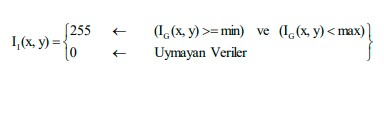 I₁(x, y) = {255 ← (I_G(x, y) >= min) ve (I_G(x, y) < max)}
{0 ← Uymayan Veriler}